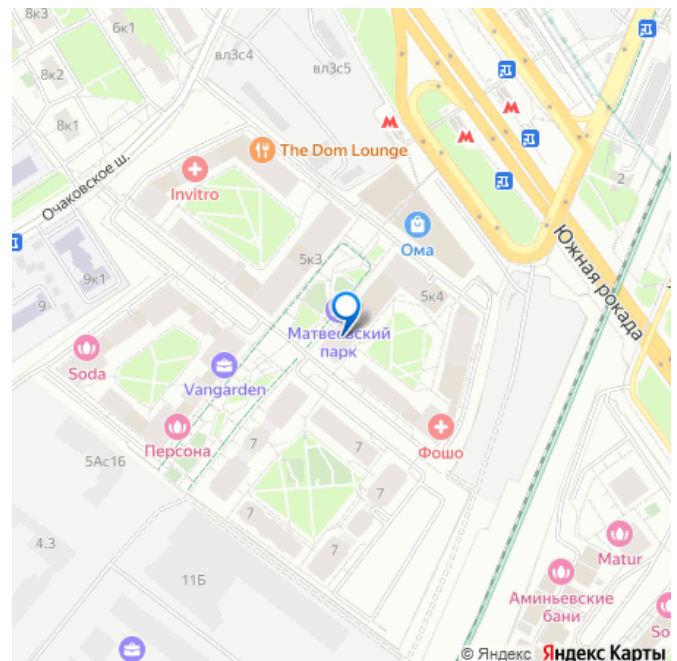 8к3
6к1
вл3с4
8к2
вл3с5
8к1
The Dom Lounge
Invitro
2
Очаковское ш.
Ома
Южная рокада
5к3
9к1
5к4
9
Матвеевский
парк
Soda
Vangarden
Персона
Фошо
7
7
5Ас16
7
7
4.3
Matur
11Б
Аминьевские
бани
So
© Яндекс Яндекс Карты